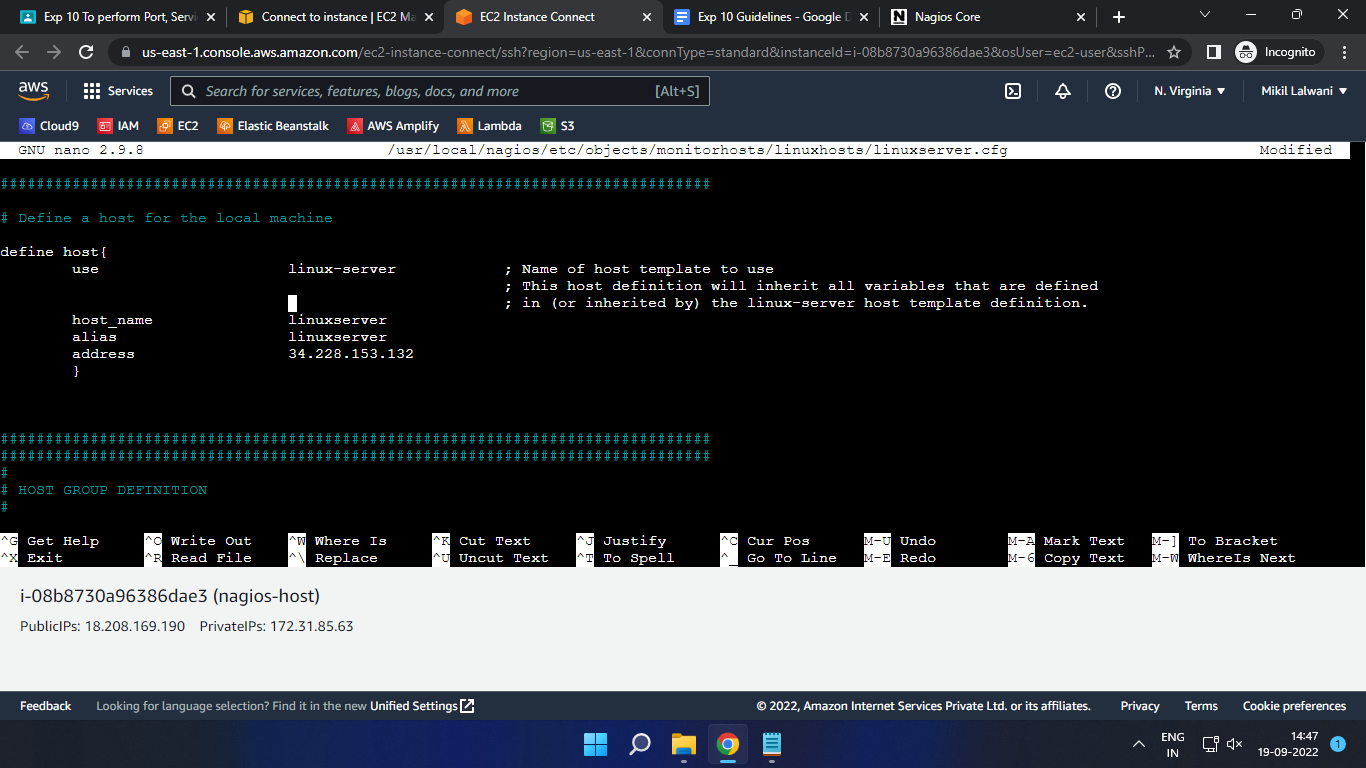 Exp 10 To perform Port, Servi
Connect to instance | EC2 Ma
EC2 Instance Connect
Exp 10 Guidelines - Google D
Nagios Core
us-east-1.console.aws.amazon.com/ec2-instance-connect/ssh?region=us-east-1&connType=standard&instanceId=i-08b8730a96386dae3&osUser=ec2-user&sshP...
Incognito
aws
Services
Search for services, features, blogs, docs, and more
[Alt+S]
N. Virginia
Mikil Lalwani
Cloud9 IAM EC2 Elastic Beanstalk AWS Amplify Lambda S3
GNU nano 2.9.8 /usr/local/nagios/etc/objects/monitorhosts/linuxhosts/linuxserver.cfg Modified
###############################################################################
# Define a host for the local machine
define host{
use linux-server ; Name of host template to use
; This host definition will inherit all variables that are defined
; in (or inherited by) the linux-server host template definition.
host_name linuxserver
alias linuxserver
address 34.228.153.132
}
###############################################################################
###############################################################################
#
# HOST GROUP DEFINITION
#
^G Get Help ^O Write Out ^W Where Is ^K Cut Text ^J Justify ^C Cur Pos M-U Undo M-A Mark Text M-] To Bracket
^X Exit ^R Read File ^\ Replace ^U Uncut Text ^T To Spell ^_ Go To Line M-E Redo M-6 Copy Text M-W WhereIs Next
i-08b8730a96386dae3 (nagios-host)
PublicIPs: 18.208.169.190 PrivateIPs: 172.31.85.63
Feedback Looking for language selection? Find it in the new Unified Settings © 2022, Amazon Internet Services Private Ltd. or its affiliates. Privacy Terms Cookie preferences
ENG
IN
14:47
19-09-2022
1